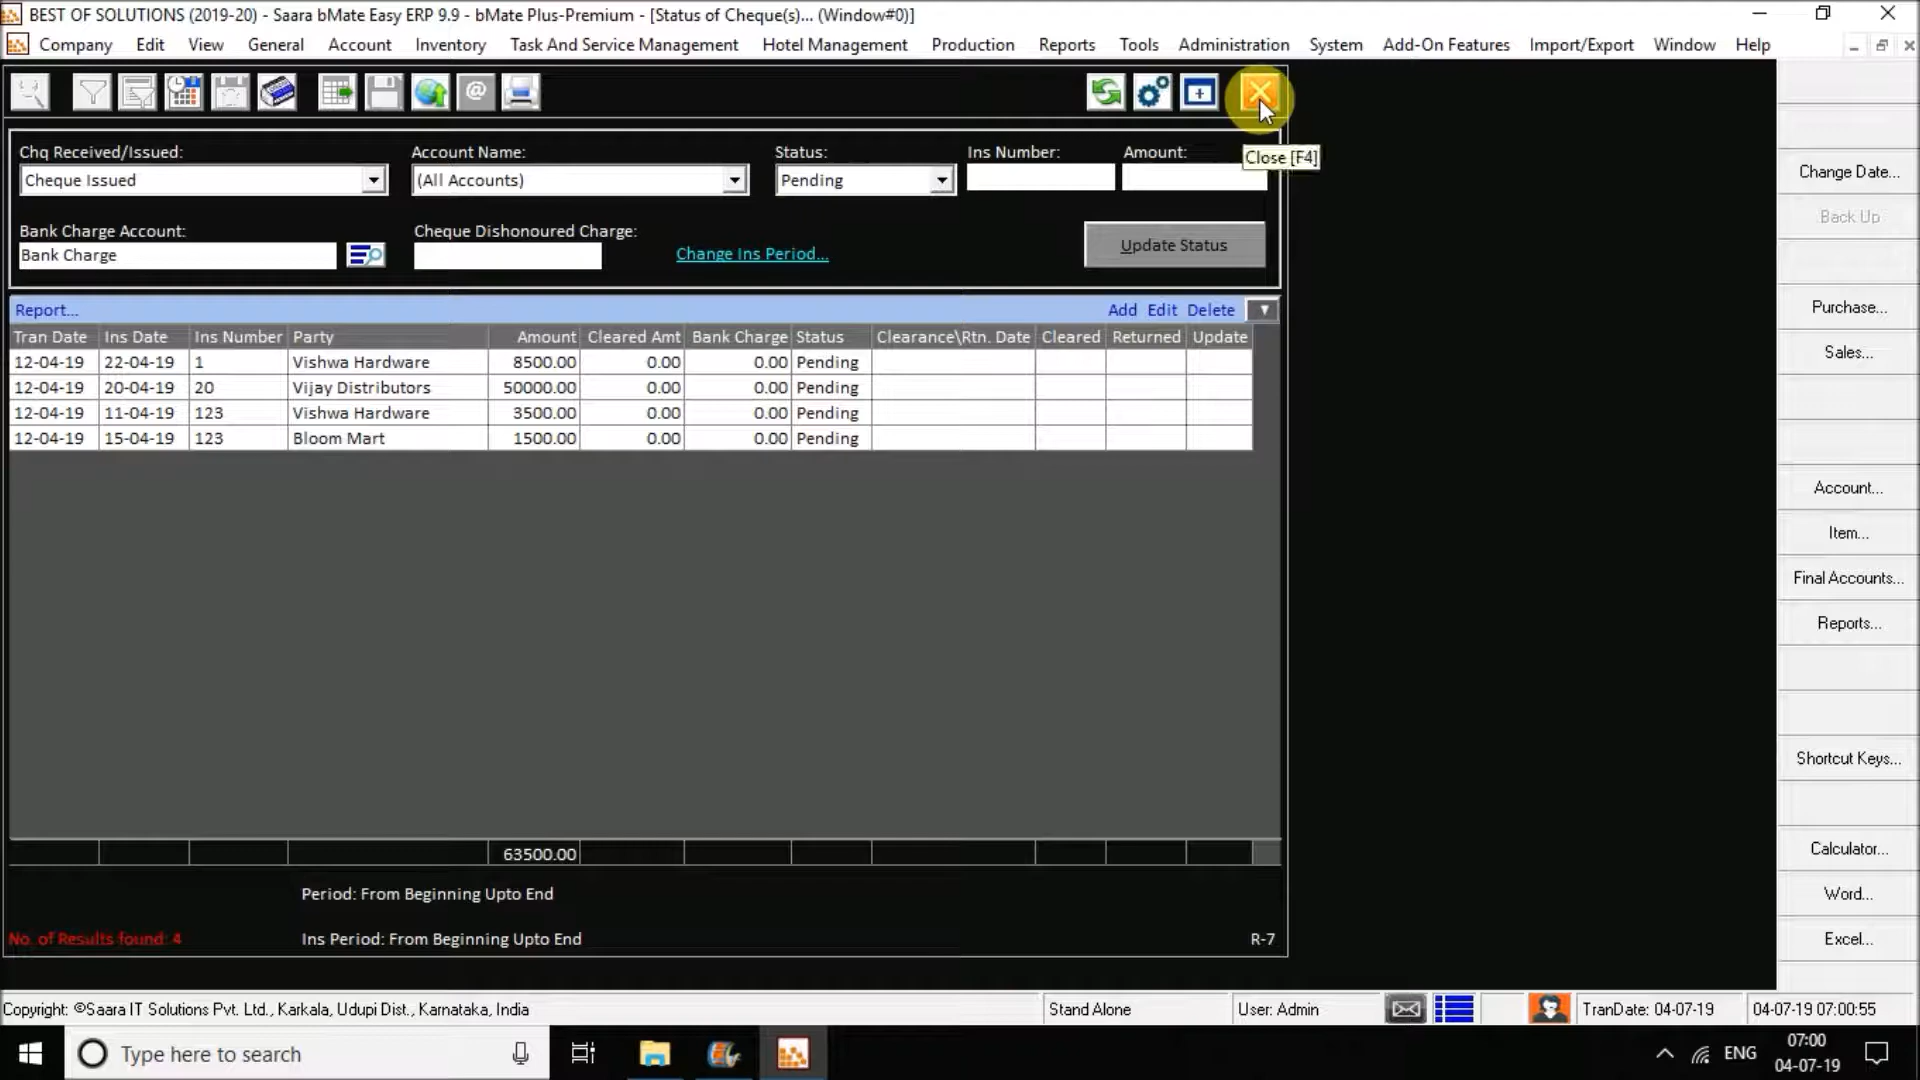 BEST OF SOLUTIONS (2019-20) - Saara bMate Easy ERP 9.9 - bMate Plus-Premium - [Status of Cheque(s)... (Window#0)]
Company Edit View General Account Inventory Task And Service Management Hotel Management Production Reports Tools Administration System Add-On Features Import/Export Window Help
@
Close [F4]
Chq Received/Issued: Account Name: Status: Ins Number: Amount:
Cheque Issued (All Accounts) Pending
Bank Charge Account: Cheque Dishonoured Charge:
Bank Charge Change Ins Period... Update Status
Report... Add Edit Delete
Tran Date Ins Date Ins Number Party Amount Cleared Amt Bank Charge Status Clearance\Rtn. Date Cleared Returned Update
12-04-19 22-04-19 1 Vishwa Hardware 8500.00 0.00 0.00 Pending
12-04-19 20-04-19 20 Vijay Distributors 50000.00 0.00 0.00 Pending
12-04-19 11-04-19 123 Vishwa Hardware 3500.00 0.00 0.00 Pending
12-04-19 15-04-19 123 Bloom Mart 1500.00 0.00 0.00 Pending
63500.00
Period: From Beginning Upto End
No. of Results found: 4 Ins Period: From Beginning Upto End R-7
Change Date...
Back Up
Purchase...
Sales...
Account...
Item...
Final Accounts...
Reports...
Shortcut Keys...
Calculator...
Word...
Excel...
Copyright: ©Saara IT Solutions Pvt. Ltd., Karkala, Udupi Dist., Karnataka, India Stand Alone User: Admin TranDate: 04-07-19 04-07-19 07:00:55
Type here to search ENG 07:00
04-07-19